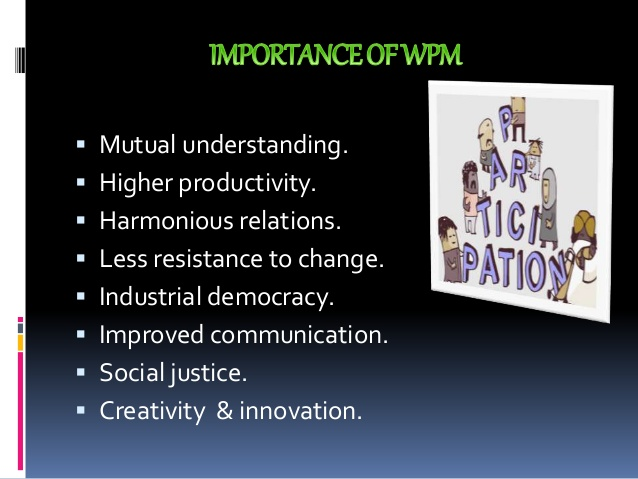 IMPORTANCE OF WPM
Mutual understanding.
Higher productivity.
Harmonious relations.
Less resistance to change.
Industrial democracy.
Improved communication.
Social justice.
Creativity & innovation.
P
AR
TICI
PATION